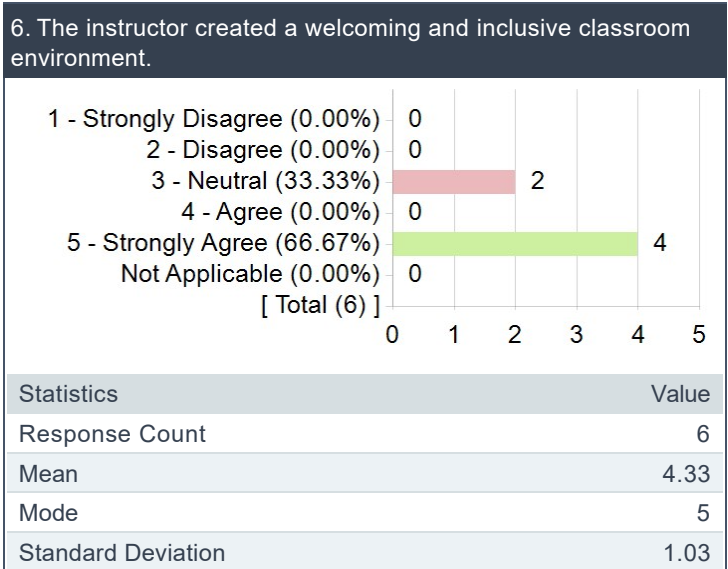 6. The instructor created a welcoming and inclusive classroom
environment.
1 - Strongly Disagree (0.00%) 0
2 - Disagree (0.00%) 0
3 - Neutral (33.33%) 2
4 - Agree (0.00%) 0
5 - Strongly Agree (66.67%) 4
Not Applicable (0.00%) 0
[ Total (6) ]
0 1 2 3 4 5
Statistics Value
Response Count 6
Mean 4.33
Mode 5
Standard Deviation 1.03